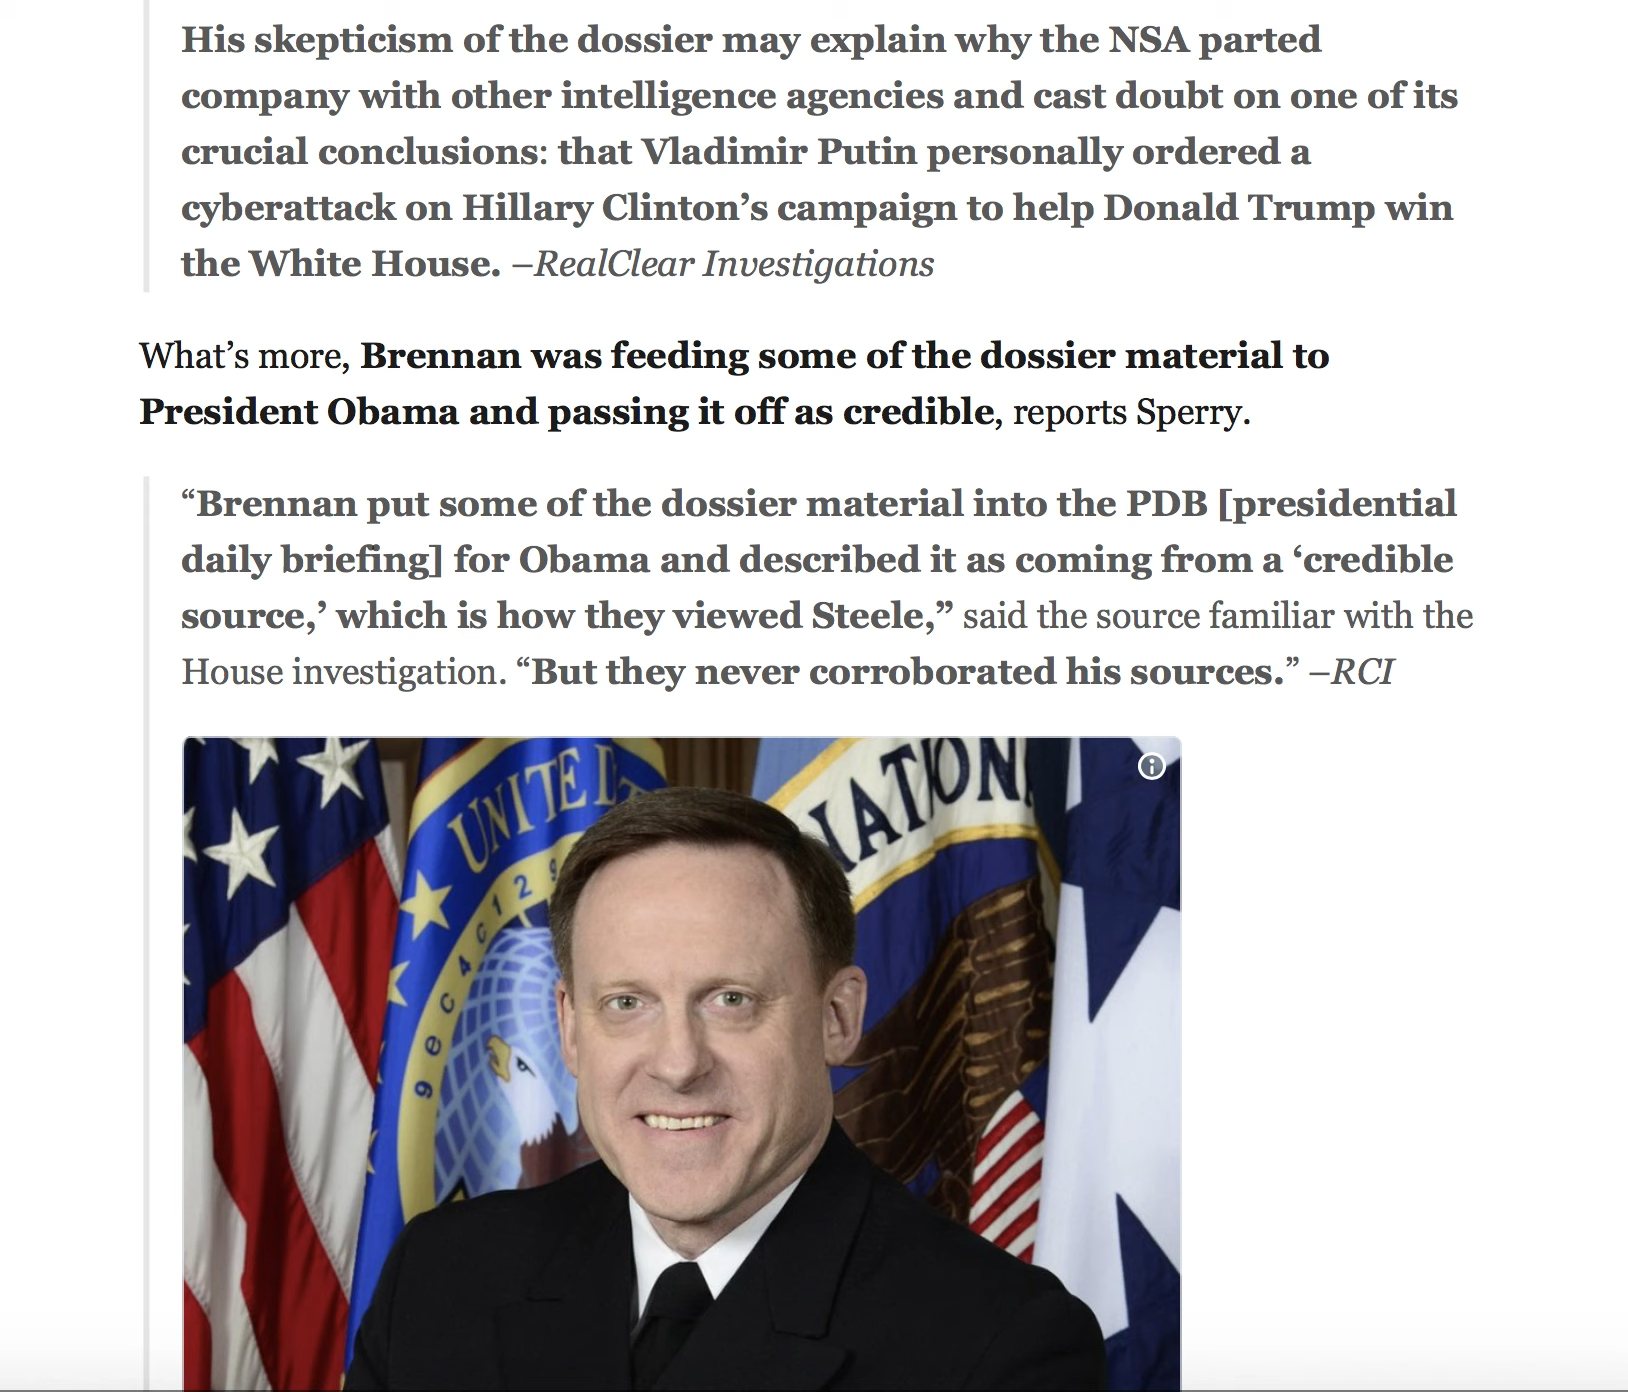 His skepticism of the dossier may explain why the NSA parted
company with other intelligence agencies and cast doubt on one of its
crucial conclusions: that Vladimir Putin personally ordered a
cyberattack on Hillary Clinton’s campaign to help Donald Trump win
the White House. –RealClear Investigations
What’s more, Brennan was feeding some of the dossier material to
President Obama and passing it off as credible, reports Sperry.
“Brennan put some of the dossier material into the PDB [presidential
daily briefing] for Obama and described it as coming from a ‘credible
source,’ which is how they viewed Steele,” said the source familiar with the
House investigation. “But they never corroborated his sources.” –RCI
UNITED
NATION
9ec4c129